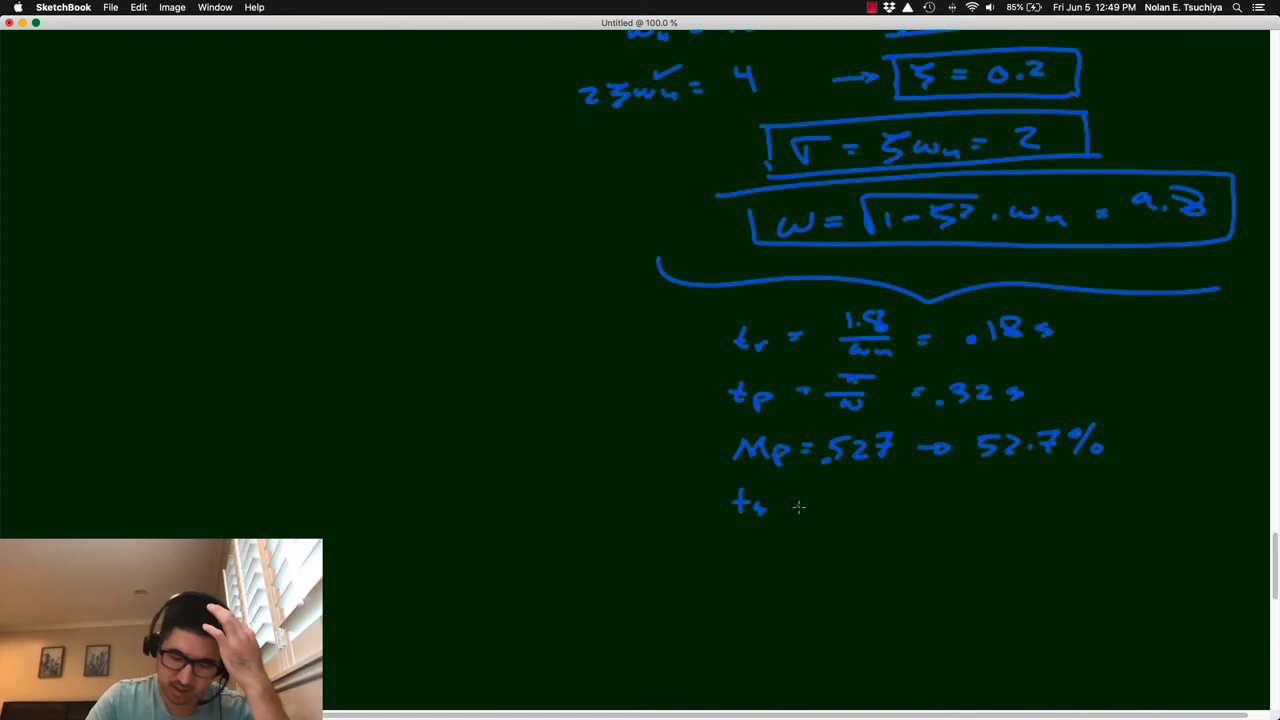 SketchBook File Edit Image Window Help 85% Fri Jun 5 12:49 PM Nolan E. Tsuchiya
Untitled @ 100.0 %
2ζωn = 4 → ζ = 0.2
σ = ζωn = 2
ω = √1-ζ² · ωn = 9.8
tr = 1.8/ωn = .18 s
tp = π/ω = .32 s
Mp = .527 → 52.7%
ts